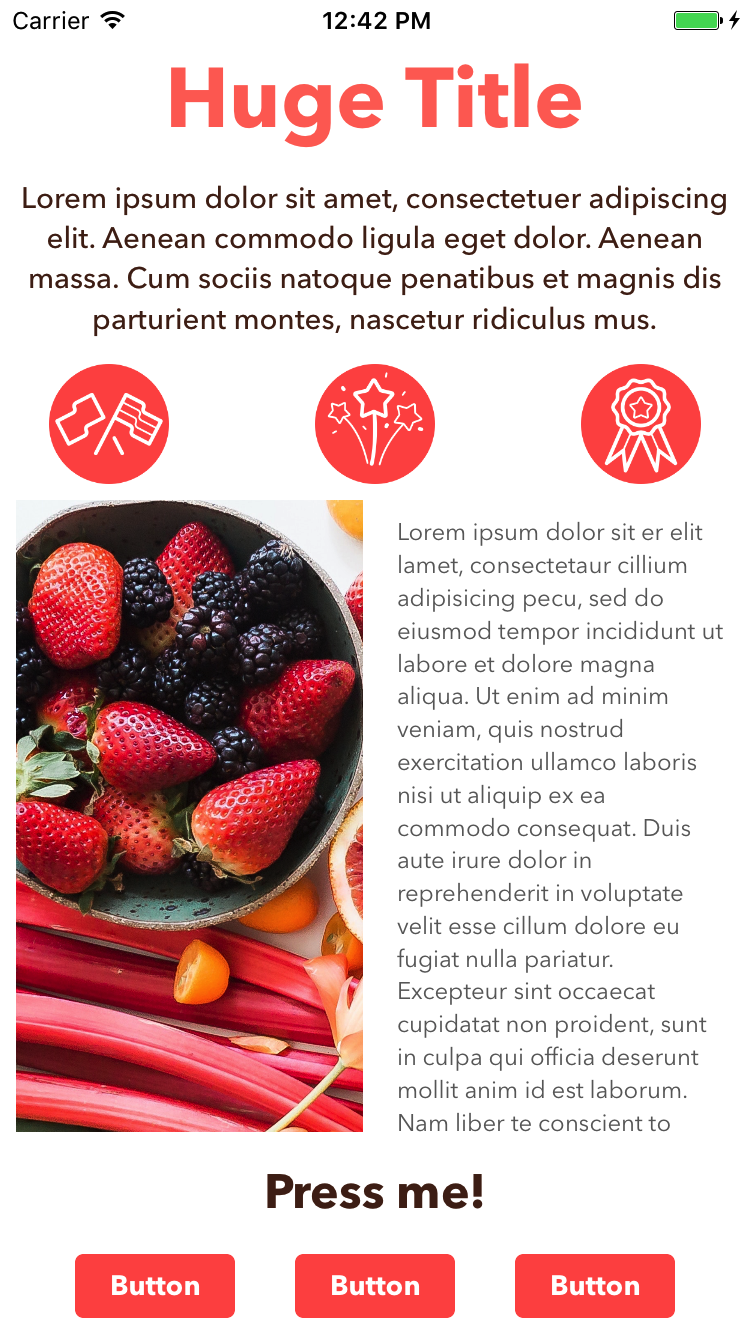 Carrier 12:42 PM
Huge Title
Lorem ipsum dolor sit amet, consectetuer adipiscing
elit. Aenean commodo ligula eget dolor. Aenean
massa. Cum sociis natoque penatibus et magnis dis
parturient montes, nascetur ridiculus mus.
Lorem ipsum dolor sit er elit
lamet, consectetaur cillium
adipisicing pecu, sed do
eiusmod tempor incididunt ut
labore et dolore magna
aliqua. Ut enim ad minim
veniam, quis nostrud
exercitation ullamco laboris
nisi ut aliquip ex ea
commodo consequat. Duis
aute irure dolor in
reprehenderit in voluptate
velit esse cillum dolore eu
fugiat nulla pariatur.
Excepteur sint occaecat
cupidatat non proident, sunt
in culpa qui officia deserunt
mollit anim id est laborum.
Nam liber te conscient to
Press me!
Button Button Button